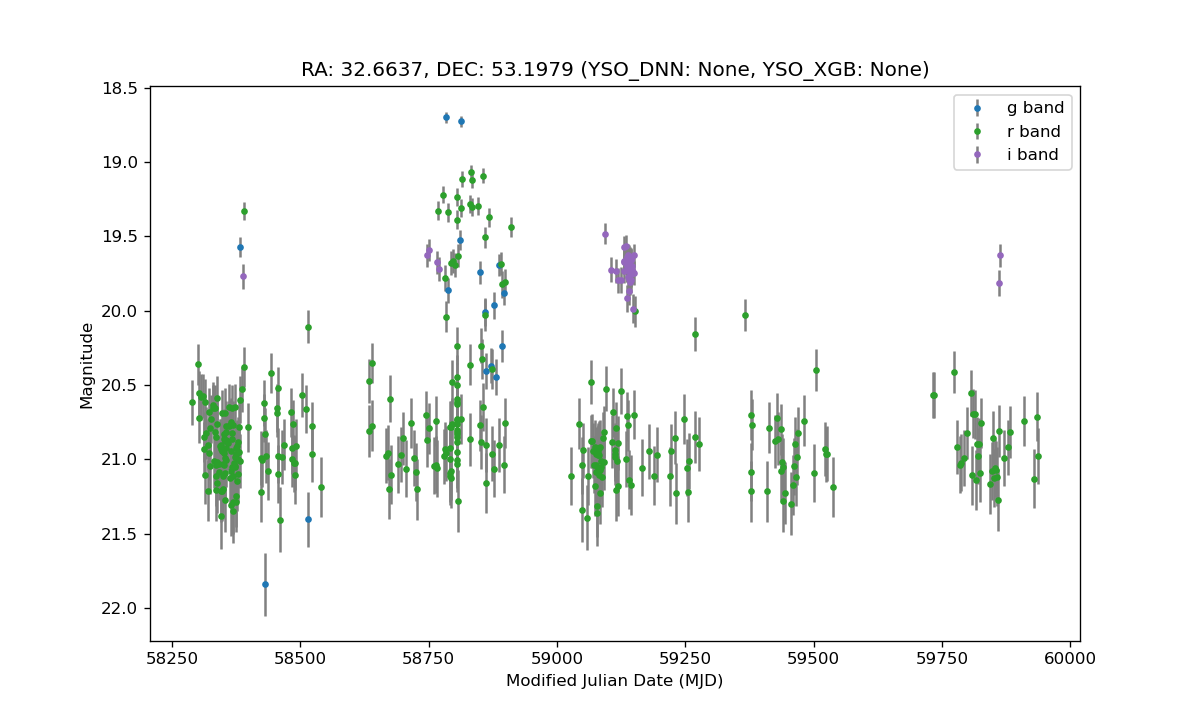 RA: 32.6637, DEC: 53.1979 (YSO_DNN: None, YSO_XGB: None)
18.5
19.0
19.5
20.0
20.5
21.0
21.5
22.0
Magnitude
g band
r band
i band
58250 58500 58750 59000 59250 59500 59750 60000
Modified Julian Date (MJD)